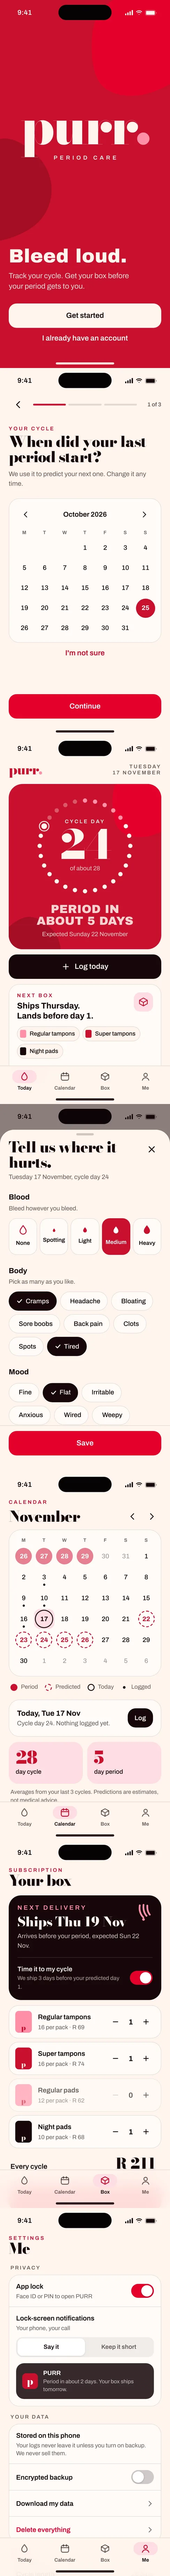 9:41
purr.
PERIOD CARE
Bleed loud.
Track your cycle. Get your box before
your period gets to you.
Get started
I already have an account
9:41
1 of 3
YOUR CYCLE
When did your last
period start?
We use it to predict your next one. Change it any
time.
October 2026
M T W T F S S
1 2 3 4
5 6 7 8 9 10 11
12 13 14 15 16 17 18
19 20 21 22 23 24 25
26 27 28 29 30 31
I'm not sure
Continue
9:41
purr.
TUESDAY
17 NOVEMBER
CYCLE DAY
24
of about 28
PERIOD IN
ABOUT 5 DAYS
Expected Sunday 22 November
Log today
NEXT BOX
Ships Thursday.
Lands before day 1.
Regular tampons
Super tampons
Night pads
Today Calendar Box Me
9:41
Tell us where it
hurts.
Tuesday 17 November, cycle day 24
Blood
Bleed however you bleed.
None Spotting Light Medium Heavy
Body
Pick as many as you like.
Cramps Headache Bloating
Sore boobs Back pain Clots
Spots Tired
Mood
Fine Flat Irritable
Anxious Wired Weepy
Save
9:41
CALENDAR
November
M T W T F S S
26 27 28 29 30 31 1
2 3 4 5 6 7 8
9 10 11 12 13 14 15
16 17 18 19 20 21 22
23 24 25 26 27 28 29
30 1 2 3 4 5 6
Period Predicted Today Logged
Today, Tue 17 Nov
Cycle day 24. Nothing logged yet.
Log
28
day cycle
5
day period
Averages from your last 3 cycles. Predictions are estimates,
not medical advice.
Today Calendar Box Me
9:41
SUBSCRIPTION
Your box
NEXT DELIVERY
Ships Thu 19 Nov
Arrives before your period, expected Sun 22
Nov.
Time it to my cycle
We ship 3 days before your predicted day
1.
p
Regular tampons
16 per pack · R 69
1
p
Super tampons
16 per pack · R 74
1
p
Regular pads
12 per pack · R 62
0
p
Night pads
10 per pack · R 68
1
Every cycle
R 211
Today Calendar Box Me
9:41
SETTINGS
Me
PRIVACY
App lock
Face ID or PIN to open PURR
Lock-screen notifications
Your phone, your call
Say it
Keep it short
p
PURR
Period in about 2 days. Your box ships
tomorrow.
YOUR DATA
Stored on this phone
Your logs never leave it unless you turn on backup.
We never sell them.
Encrypted backup
Download my data
Delete everything
Today Calendar Box Me